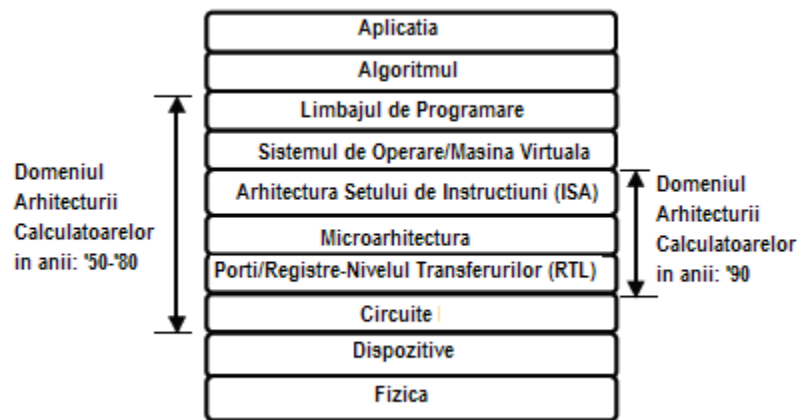 Aplicatia
Algoritmul
Limbajul de Programare
Sistemul de Operare/Masina Virtuala
Arhitectura Setului de Instructiuni (ISA)
Microarhitectura
Porti/Registre-Nivelul Transferurilor (RTL)
Circuite
Dispozitive
Fizica
Domeniul
Arhitecturii
Calculatoarelor
in anii: '50-'80
Domeniul
Arhitecturii
Calculatoarelor
in anii: '90